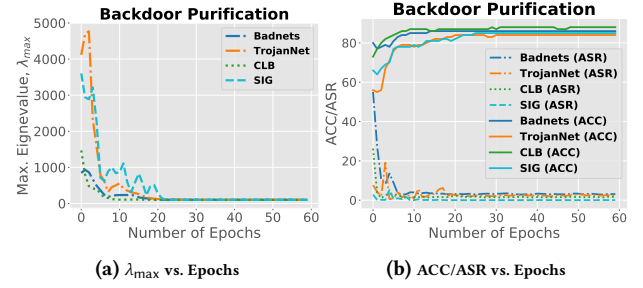 Backdoor Purification
Max. Eignevalue, λmax
5000
4000
3000
2000
1000
0
Badnets
TrojanNet
CLB
SIG
0 10 20 30 40 50 60
Number of Epochs
(a) λmax vs. Epochs
Backdoor Purification
ACC/ASR
80
60
40
20
0
Badnets (ASR)
TrojanNet (ASR)
CLB (ASR)
SIG (ASR)
Badnets (ACC)
TrojanNet (ACC)
CLB (ACC)
SIG (ACC)
0 10 20 30 40 50 60
Number of Epochs
(b) ACC/ASR vs. Epochs